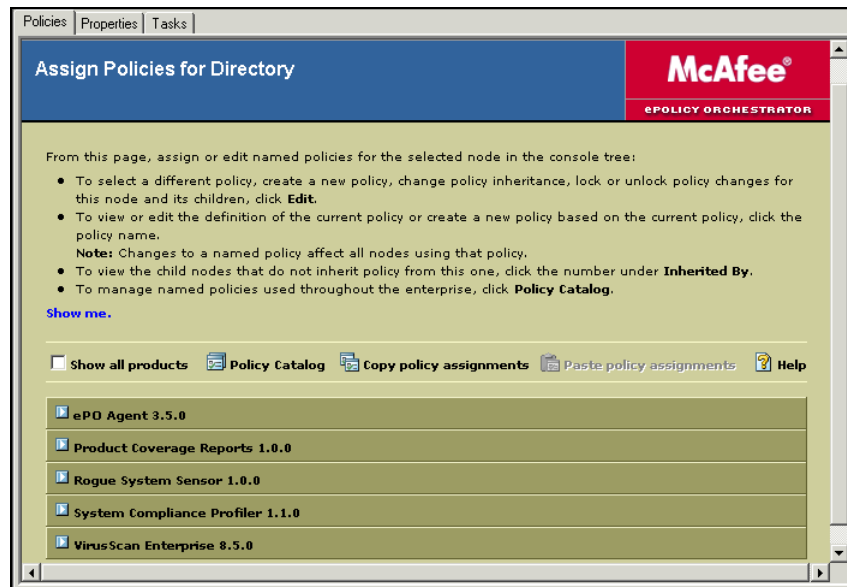 Policies Properties Tasks
Assign Policies for Directory
McAfee®
ePOLICY ORCHESTRATOR
From this page, assign or edit named policies for the selected node in the console tree:
• To select a different policy, create a new policy, change policy inheritance, lock or unlock policy changes for
this node and its children, click Edit.
• To view or edit the definition of the current policy or create a new policy based on the current policy, click the
policy name.
Note: Changes to a named policy affect all nodes using that policy.
• To view the child nodes that do not inherit policy from this one, click the number under Inherited By.
• To manage named policies used throughout the enterprise, click Policy Catalog.
Show me.
Show all products Policy Catalog Copy policy assignments Paste policy assignments Help
ePO Agent 3.5.0
Product Coverage Reports 1.0.0
Rogue System Sensor 1.0.0
System Compliance Profiler 1.1.0
VirusScan Enterprise 8.5.0